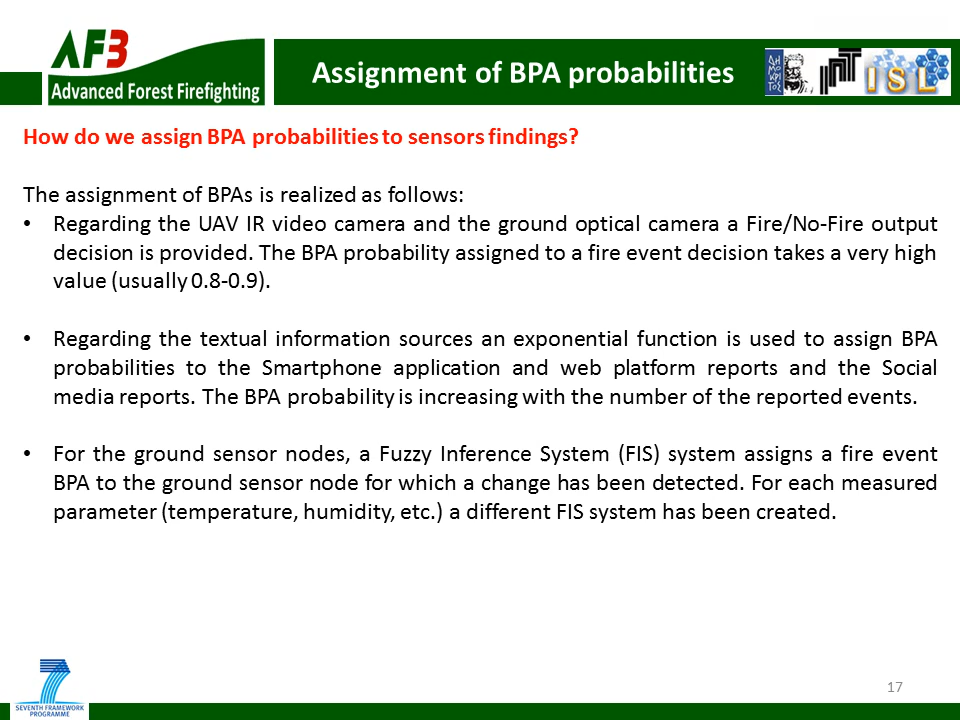 AF3
Advanced Forest Firefighting
Assignment of BPA probabilities
ΔΗΜΟ
ΚΡΙΤΟΣ
ISL
How do we assign BPA probabilities to sensors findings?
The assignment of BPAs is realized as follows:
• Regarding the UAV IR video camera and the ground optical camera a Fire/No-Fire output
decision is provided. The BPA probability assigned to a fire event decision takes a very high
value (usually 0.8-0.9).
• Regarding the textual information sources an exponential function is used to assign BPA
probabilities to the Smartphone application and web platform reports and the Social
media reports. The BPA probability is increasing with the number of the reported events.
• For the ground sensor nodes, a Fuzzy Inference System (FIS) system assigns a fire event
BPA to the ground sensor node for which a change has been detected. For each measured
parameter (temperature, humidity, etc.) a different FIS system has been created.
7
SEVENTH FRAMEWORK
PROGRAMME
17